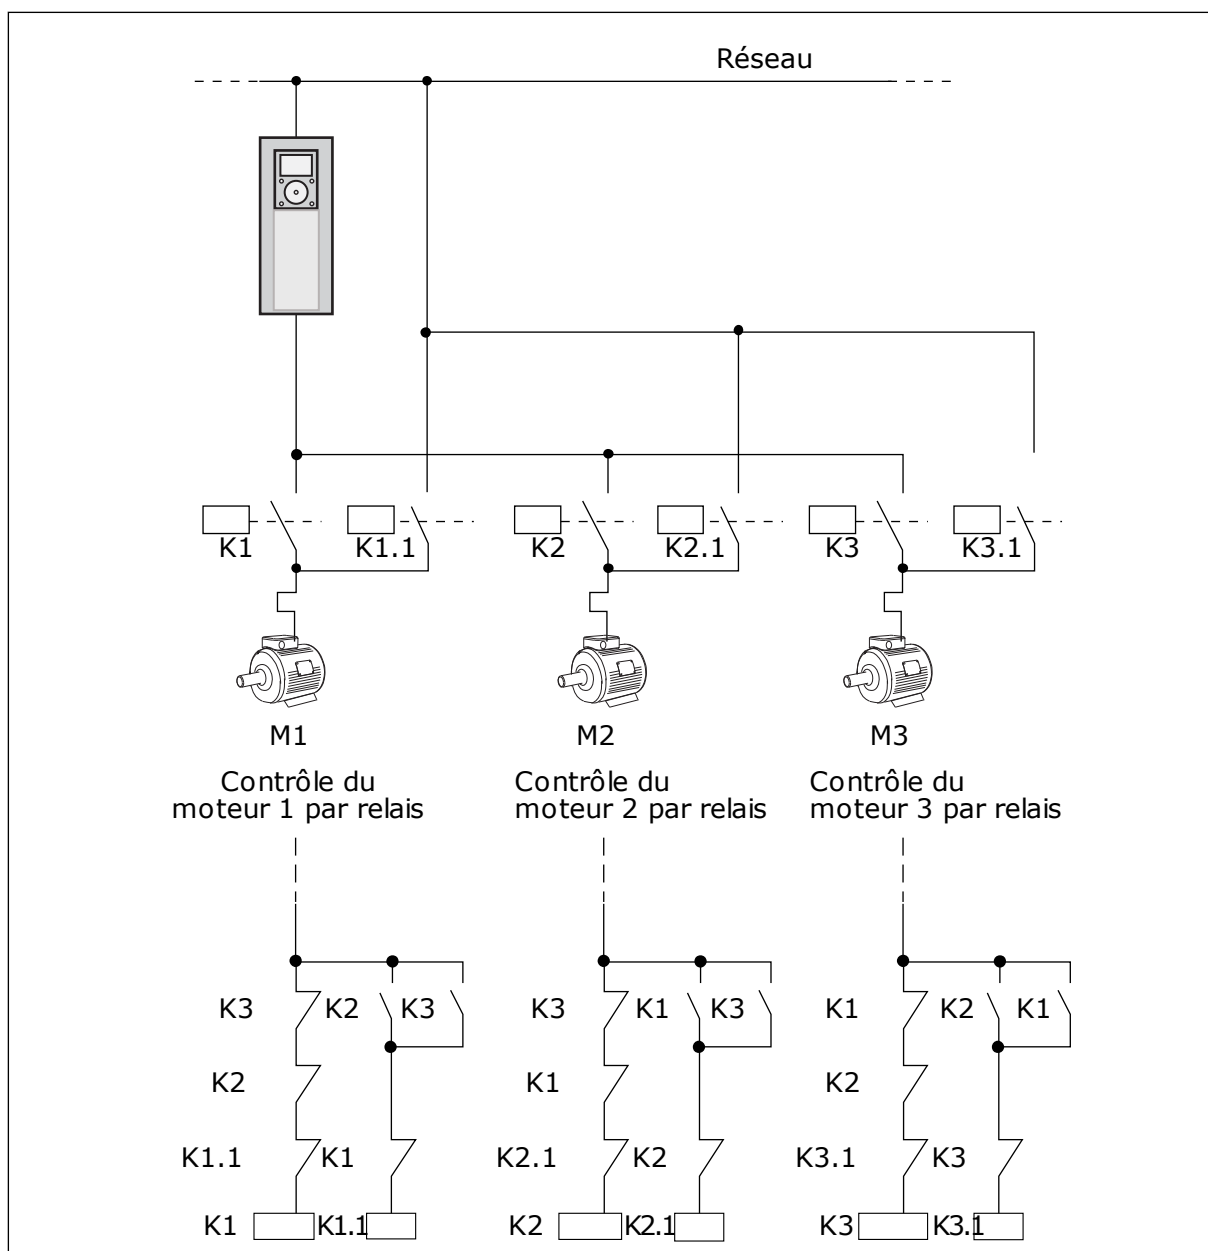 Réseau
K1 K1.1 K2 K2.1 K3 K3.1
M1 M2 M3
Contrôle du Contrôle du Contrôle du
moteur 1 par relais moteur 2 par relais moteur 3 par relais
K3 K2 K3 K3 K1 K3 K1 K2 K1
K2 K1 K2
K1.1 K1 K2.1 K2 K3.1 K3
K1 K1.1 K2 K2.1 K3 K3.1